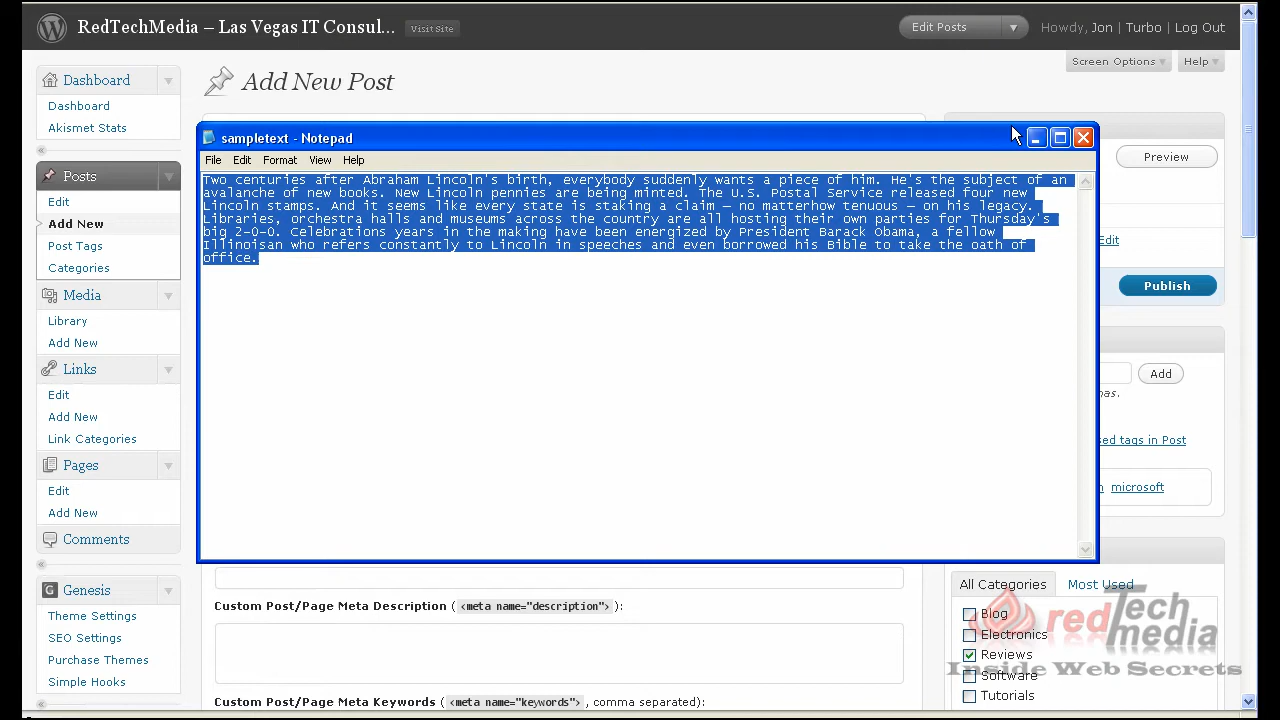 RedTechMedia – Las Vegas IT Consul...
Visit Site
Edit Posts
Howdy, Jon | Turbo | Log Out
Screen Options
Help
Add New Post
Dashboard
Dashboard
Akismet Stats
Posts
Edit
Add New
Post Tags
Categories
Media
Library
Add New
Links
Edit
Add New
Link Categories
Pages
Edit
Add New
Comments
Genesis
Theme Settings
SEO Settings
Purchase Themes
Simple Hooks
sampletext - Notepad
File Edit Format View Help
Two centuries after Abraham Lincoln's birth, everybody suddenly wants a piece of him. He's the subject of an
avalanche of new books. New Lincoln pennies are being minted. The U.S. Postal Service released four new
Lincoln stamps. And it seems like every state is staking a claim — no matterhow tenuous — on his legacy.
Libraries, orchestra halls and museums across the country are all hosting their own parties for Thursday's
big 2-0-0. Celebrations years in the making have been energized by President Barack Obama, a fellow
Illinoisan who refers constantly to Lincoln in speeches and even borrowed his Bible to take the oath of
office.
Preview
Edit
Publish
Add
nas.
sed tags in Post
microsoft
Custom Post/Page Meta Description ( <meta name="description"> ):
Custom Post/Page Meta Keywords ( <meta name="keywords"> , comma separated):
All Categories
Most Used
Blog
Electronics
Reviews
Software
Tutorials
redTech
media
Inside Web Secrets